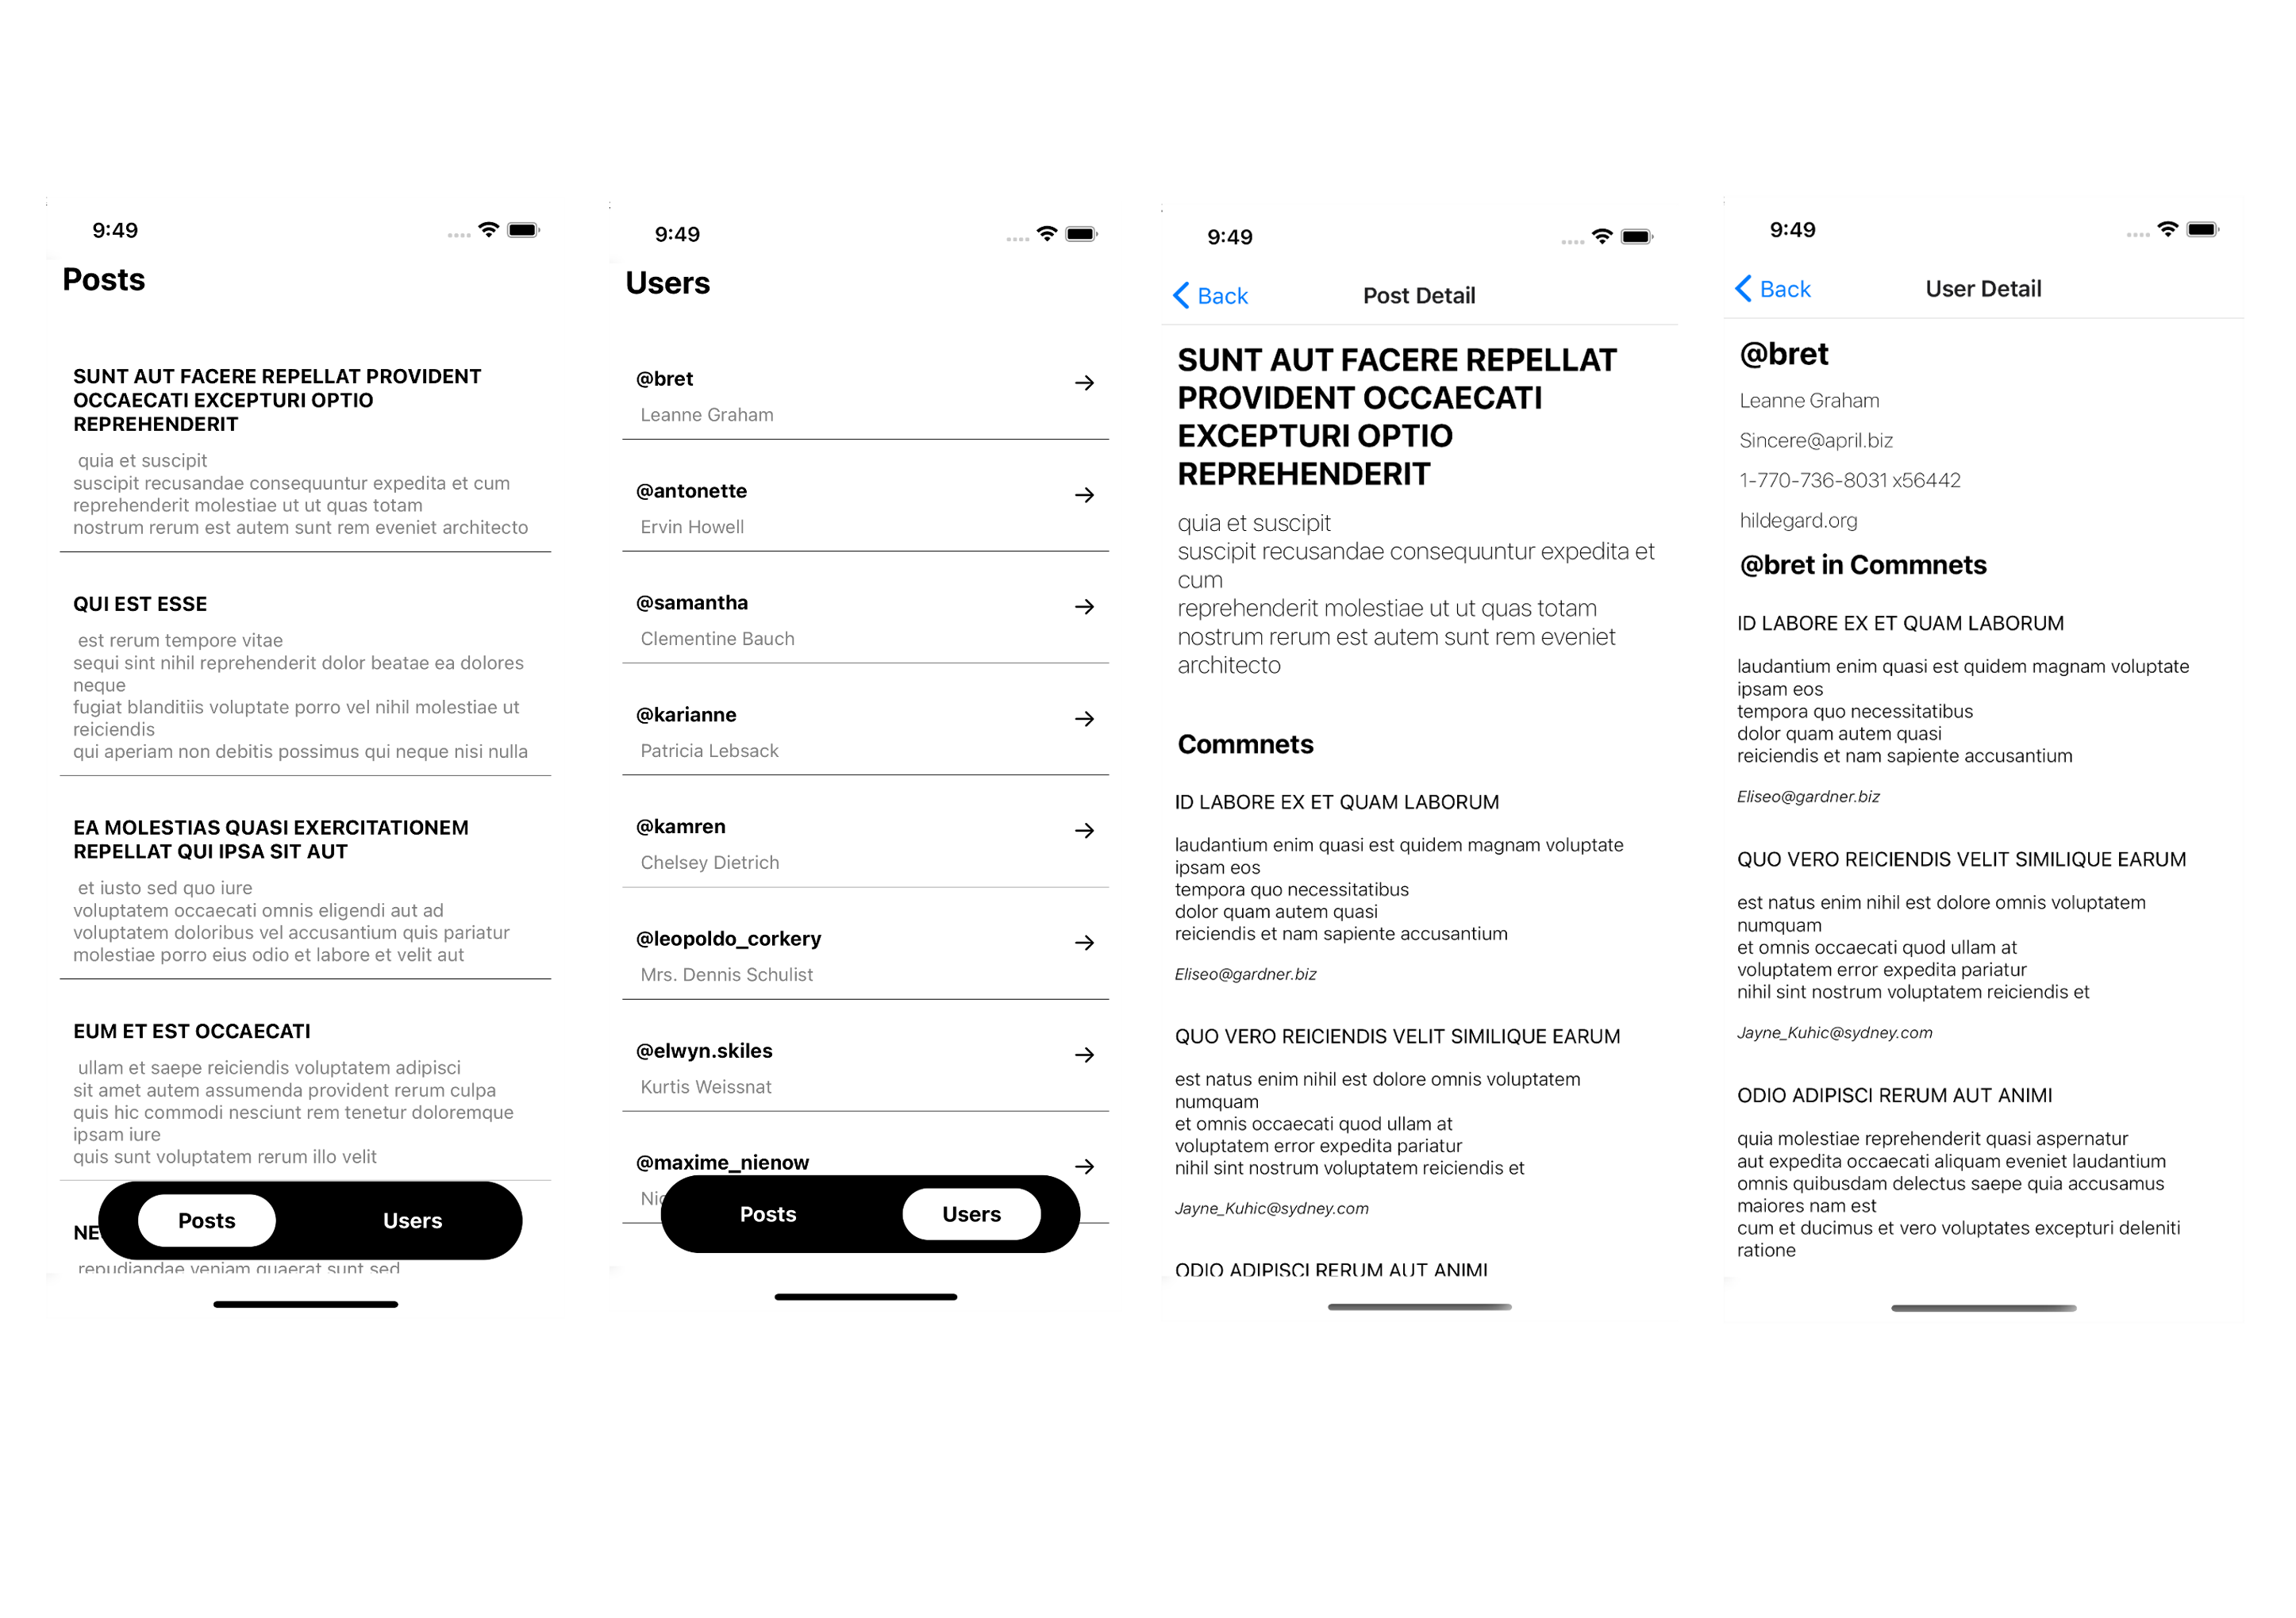 9:49
Posts
SUNT AUT FACERE REPELLAT PROVIDENT
OCCAECATI EXCEPTURI OPTIO
REPREHENDERIT
quia et suscipit
suscipit recusandae consequuntur expedita et cum
reprehenderit molestiae ut ut quas totam
nostrum rerum est autem sunt rem eveniet architecto
QUI EST ESSE
est rerum tempore vitae
sequi sint nihil reprehenderit dolor beatae ea dolores
neque
fugiat blanditiis voluptate porro vel nihil molestiae ut
reiciendis
qui aperiam non debitis possimus qui neque nisi nulla
EA MOLESTIAS QUASI EXERCITATIONEM
REPELLAT QUI IPSA SIT AUT
et iusto sed quo iure
voluptatem occaecati omnis eligendi aut ad
voluptatem doloribus vel accusantium quis pariatur
molestiae porro eius odio et labore et velit aut
EUM ET EST OCCAECATI
ullam et saepe reiciendis voluptatem adipisci
sit amet autem assumenda provident rerum culpa
quis hic commodi nesciunt rem tenetur doloremque
ipsam iure
quis sunt voluptatem rerum illo velit
NE
Posts
Users
repudiandae veniam quaerat sunt sed
9:49
Users
@bret
Leanne Graham
@antonette
Ervin Howell
@samantha
Clementine Bauch
@karianne
Patricia Lebsack
@kamren
Chelsey Dietrich
@leopoldo_corkery
Mrs. Dennis Schulist
@elwyn.skiles
Kurtis Weissnat
@maxime_nienow
Nic
Posts
Users
9:49
Back
Post Detail
SUNT AUT FACERE REPELLAT
PROVIDENT OCCAECATI
EXCEPTURI OPTIO
REPREHENDERIT
quia et suscipit
suscipit recusandae consequuntur expedita et
cum
reprehenderit molestiae ut ut quas totam
nostrum rerum est autem sunt rem eveniet
architecto
Commnets
ID LABORE EX ET QUAM LABORUM
laudantium enim quasi est quidem magnam voluptate
ipsam eos
tempora quo necessitatibus
dolor quam autem quasi
reiciendis et nam sapiente accusantium
Eliseo@gardner.biz
QUO VERO REICIENDIS VELIT SIMILIQUE EARUM
est natus enim nihil est dolore omnis voluptatem
numquam
et omnis occaecati quod ullam at
voluptatem error expedita pariatur
nihil sint nostrum voluptatem reiciendis et
Jayne_Kuhic@sydney.com
ODIO ADIPISCI RERUM AUT ANIMI
9:49
Back
User Detail
@bret
Leanne Graham
Sincere@april.biz
1-770-736-8031 x56442
hildegard.org
@bret in Commnets
ID LABORE EX ET QUAM LABORUM
laudantium enim quasi est quidem magnam voluptate
ipsam eos
tempora quo necessitatibus
dolor quam autem quasi
reiciendis et nam sapiente accusantium
Eliseo@gardner.biz
QUO VERO REICIENDIS VELIT SIMILIQUE EARUM
est natus enim nihil est dolore omnis voluptatem
numquam
et omnis occaecati quod ullam at
voluptatem error expedita pariatur
nihil sint nostrum voluptatem reiciendis et
Jayne_Kuhic@sydney.com
ODIO ADIPISCI RERUM AUT ANIMI
quia molestiae reprehenderit quasi aspernatur
aut expedita occaecati aliquam eveniet laudantium
omnis quibusdam delectus saepe quia accusamus
maiores nam est
cum et ducimus et vero voluptates excepturi deleniti
ratione